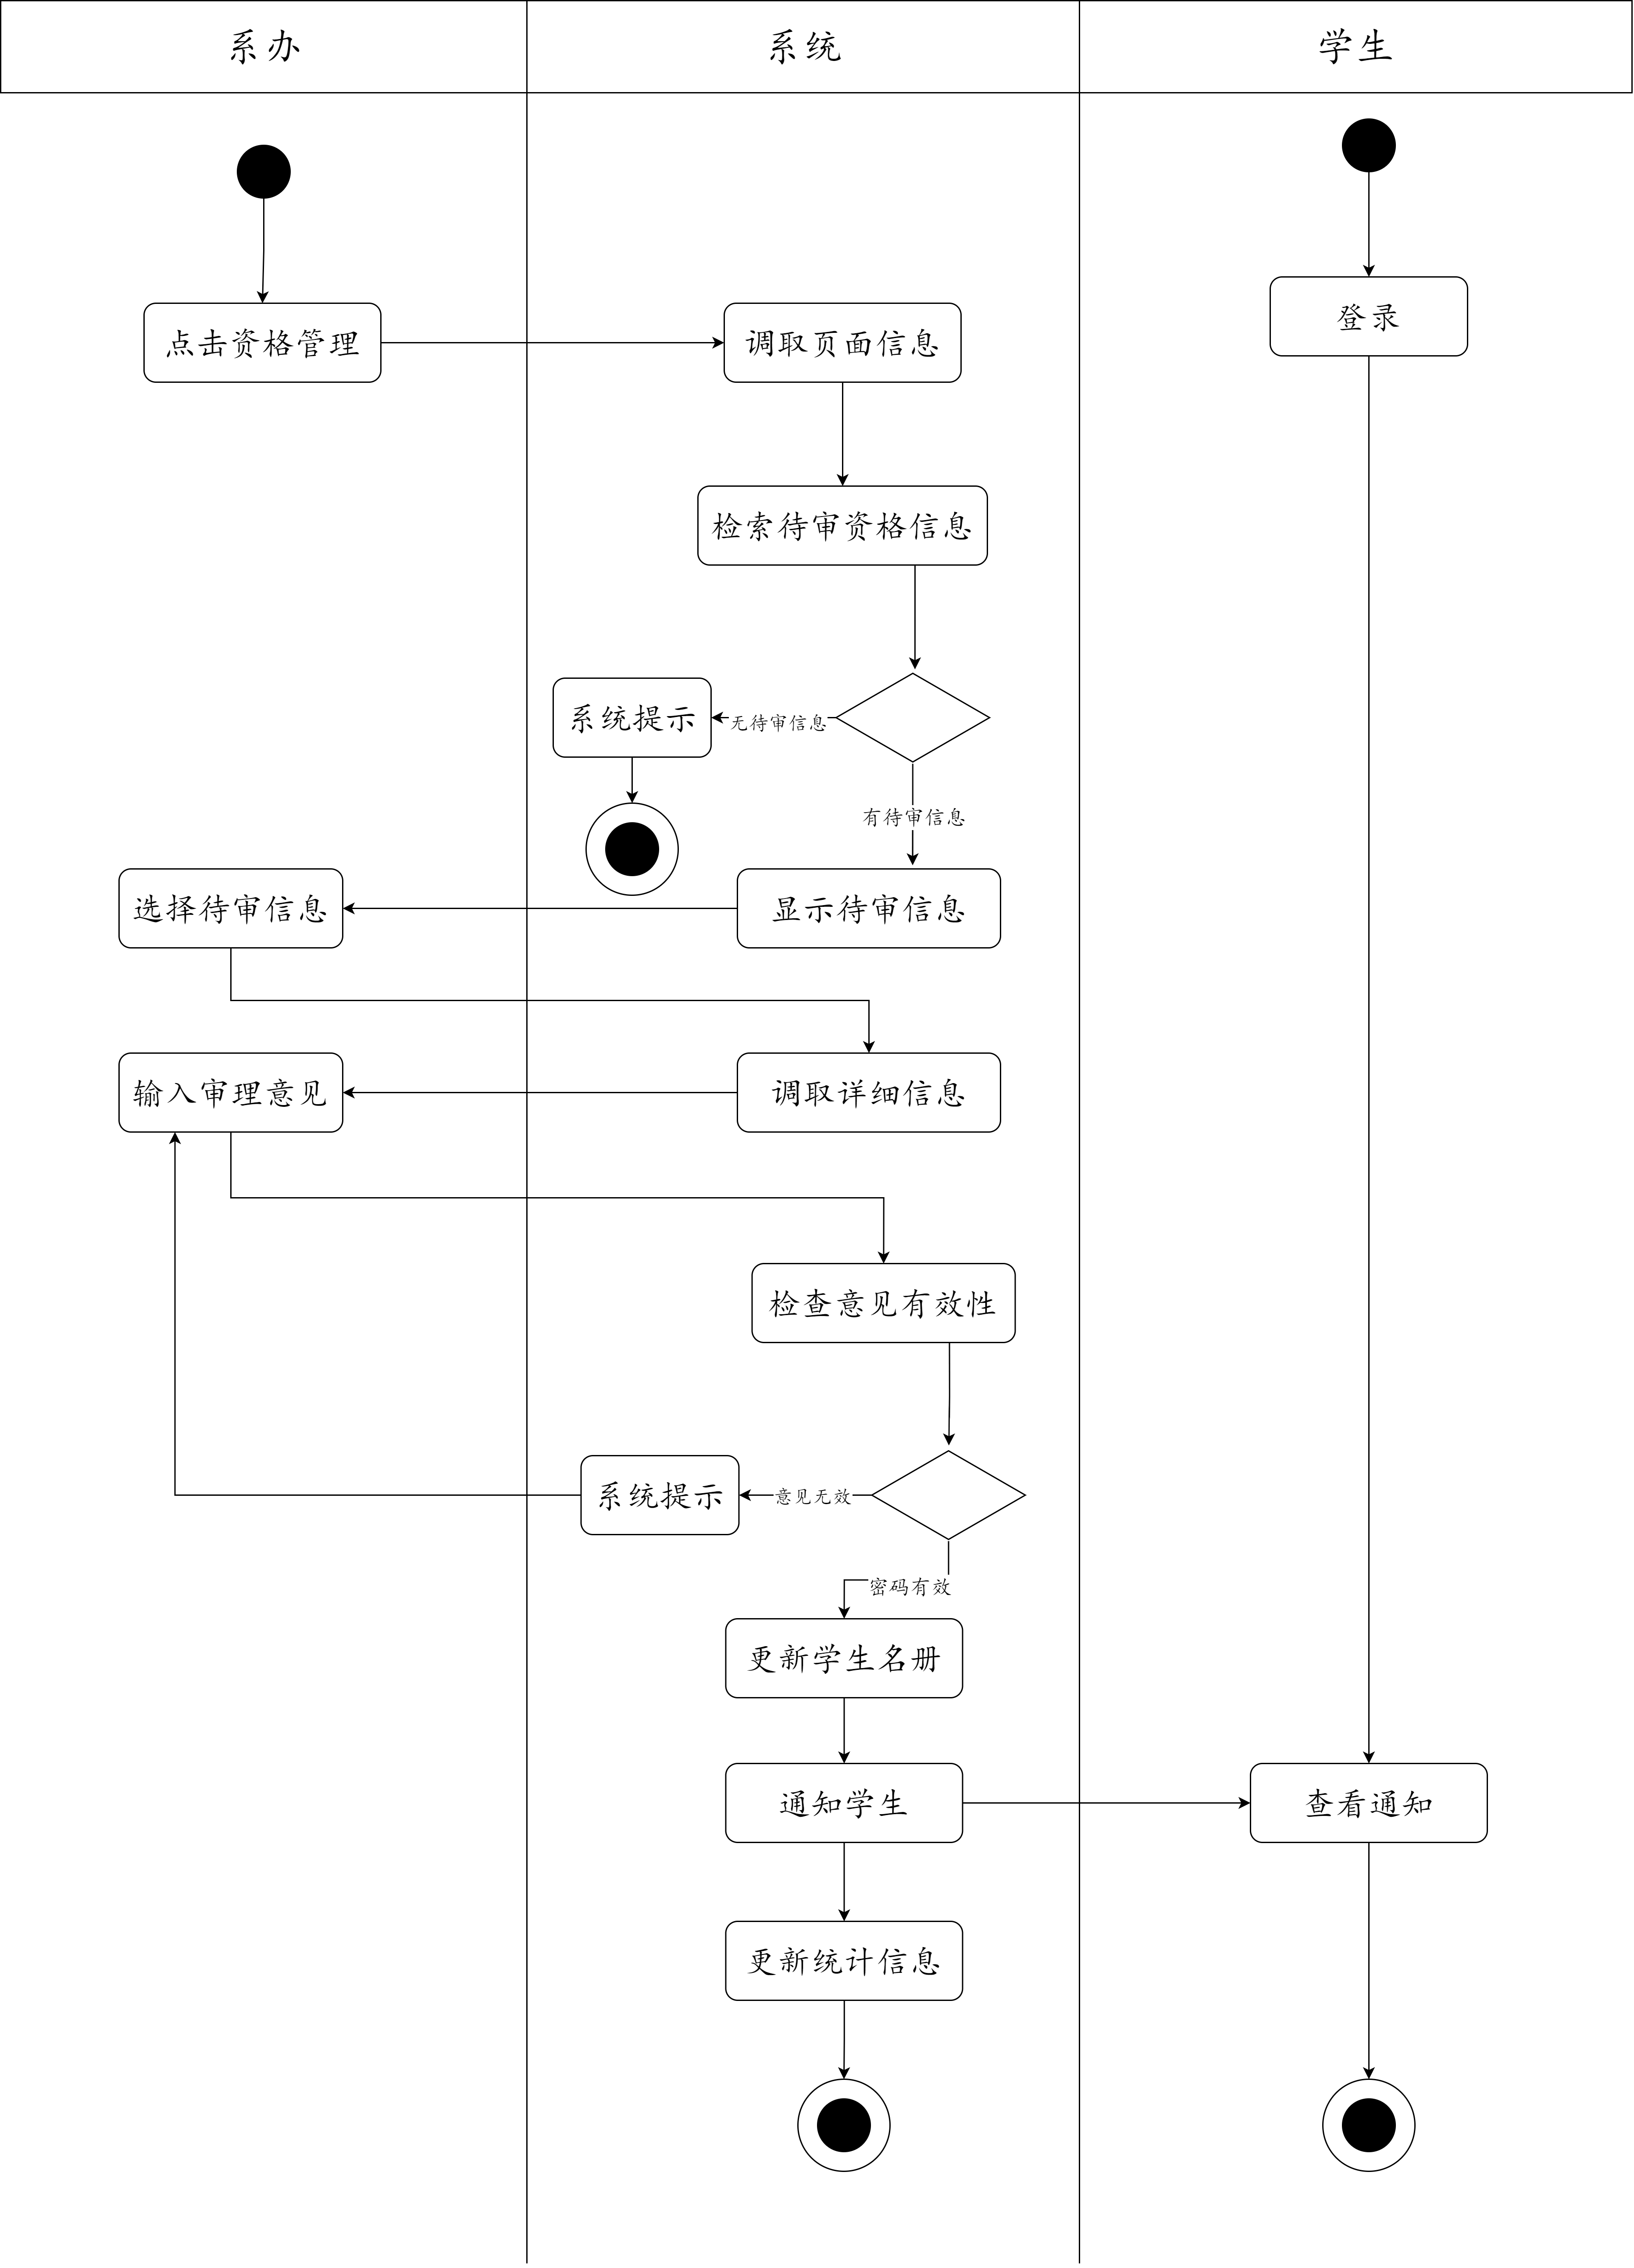 系办
系统
学生
登录
点击资格管理
调取页面信息
检索待审资格信息
系统提示
无待审信息
有待审信息
选择待审信息
显示待审信息
输入审理意见
调取详细信息
检查意见有效性
系统提示
意见无效
密码有效
更新学生名册
通知学生
查看通知
更新统计信息